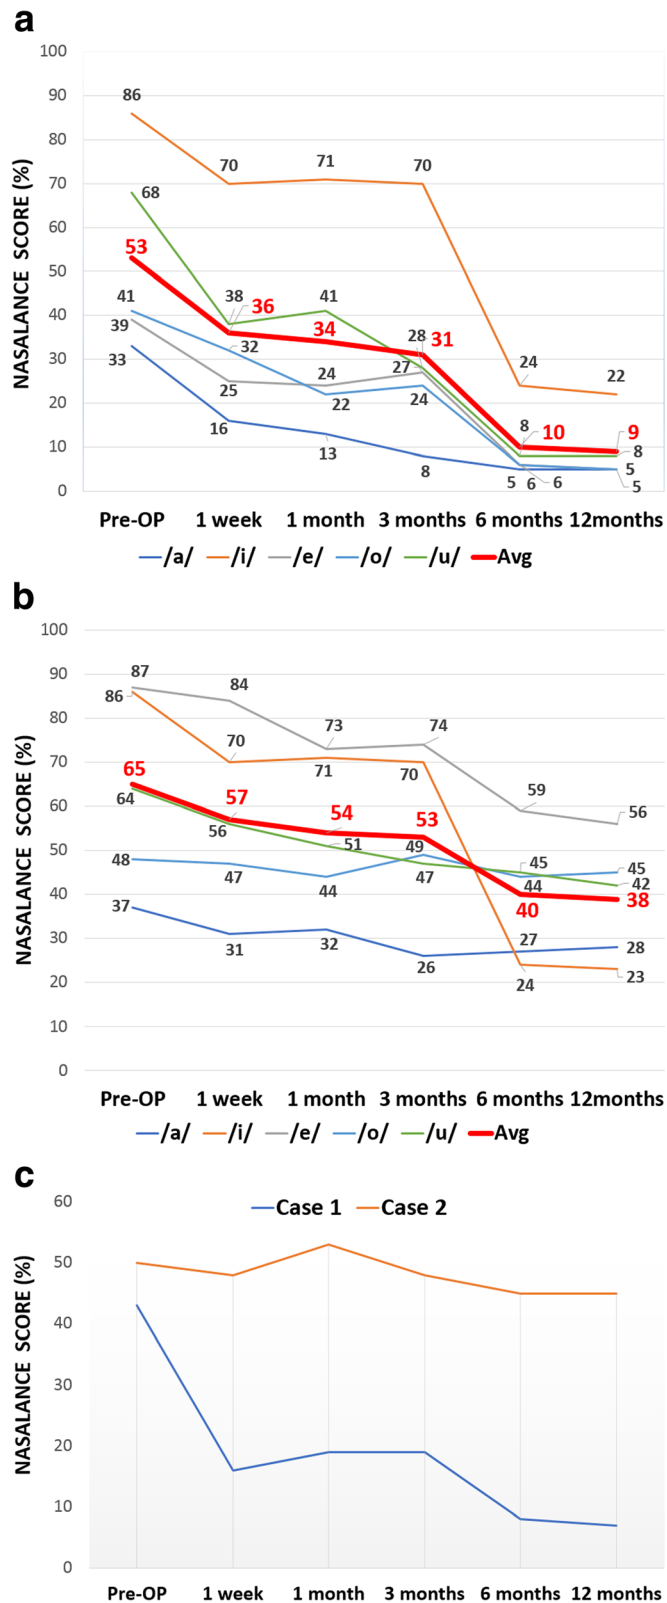 a
100
90
80
70
60
50
40
30
20
10
0
NASALANCE SCORE (%)
86 70 71 70 24 22
68 38 41 28 8 8
53 36 34 31 10 9
41 32 22 24 6 5
39 25 24 27 6 5
33 16 13 8 5
Pre-OP 1 week 1 month 3 months 6 months 12months
/a/ /i/ /e/ /o/ /u/ Avg
b
100
90
80
70
60
50
40
30
20
10
0
NASALANCE SCORE (%)
87 84 73 74 59 56
86 70 71 70 24 23
65 57 54 53 40 38
64 56 51 47 45 42
48 47 44 49 44 45
37 31 32 26 27 28
Pre-OP 1 week 1 month 3 months 6 months 12months
/a/ /i/ /e/ /o/ /u/ Avg
c
60
50
40
30
20
10
0
NASALANCE SCORE (%)
Case 1 Case 2
Pre-OP 1 week 1 month 3 months 6 months 12 months